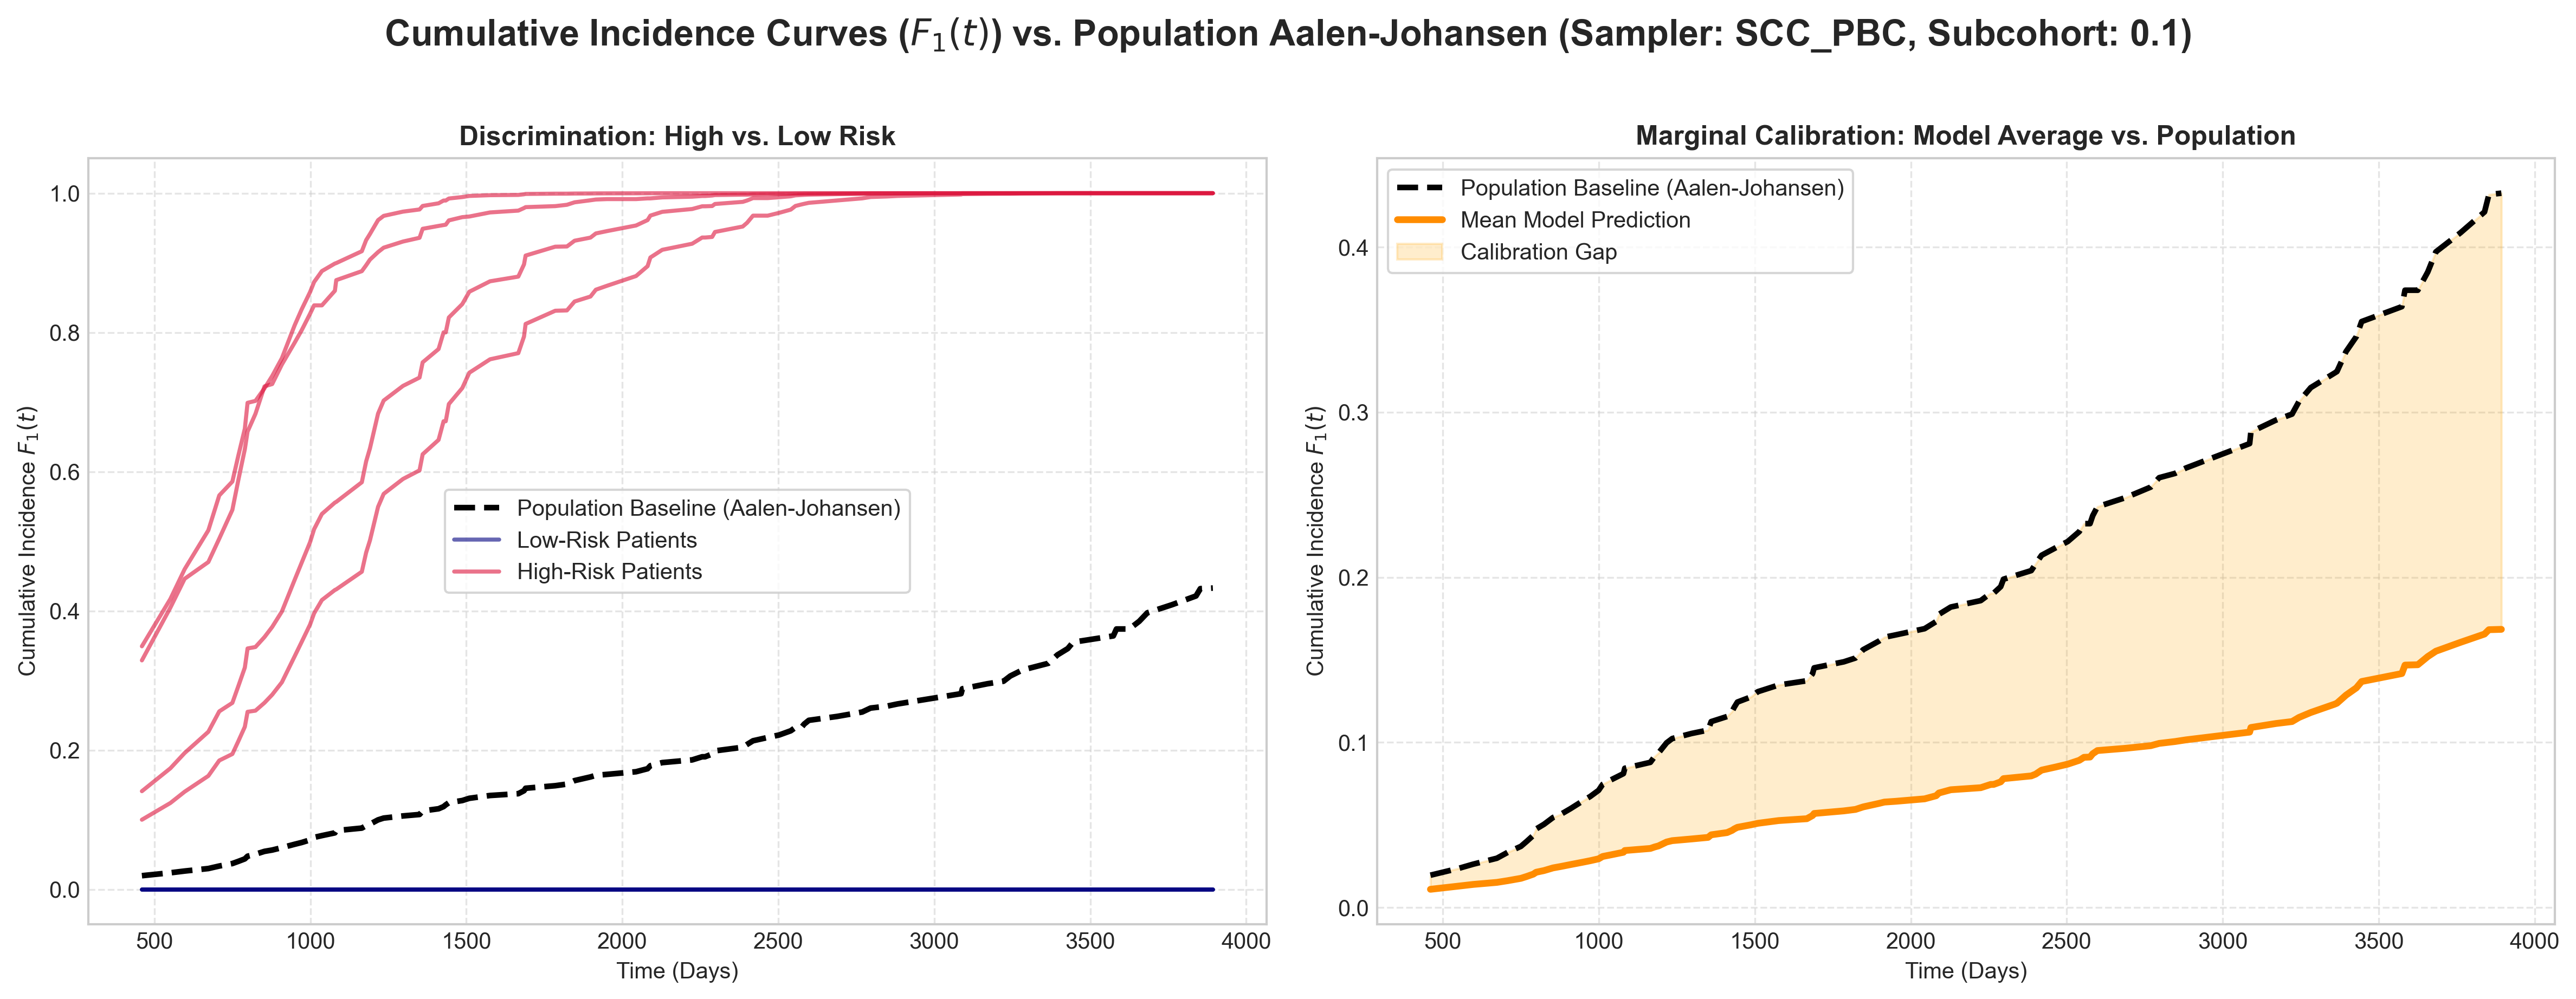 Cumulative Incidence Curves (F₁(t)) vs. Population Aalen-Johansen (Sampler: SCC_PBC, Subcohort: 0.1)
Discrimination: High vs. Low Risk
Cumulative Incidence F₁(t)
1.0
0.8
0.6
0.4
0.2
0.0
Population Baseline (Aalen-Johansen)
Low-Risk Patients
High-Risk Patients
500 1000 1500 2000 2500 3000 3500 4000
Time (Days)
Marginal Calibration: Model Average vs. Population
Cumulative Incidence F₁(t)
Population Baseline (Aalen-Johansen)
Mean Model Prediction
Calibration Gap
0.4
0.3
0.2
0.1
0.0
500 1000 1500 2000 2500 3000 3500 4000
Time (Days)